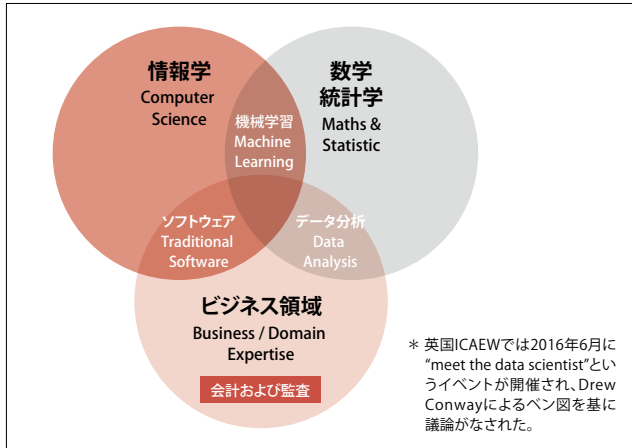 情報学
Computer
Science
数学
統計学
Maths &
Statistic
機械学習
Machine
Learning
ソフトウェア
Traditional
Software
データ分析
Data
Analysis
ビジネス領域
Business / Domain
Expertise
会計および監査
＊ 英国ICAEWでは2016年6月に
“meet the data scientist”とい
うイベントが開催され、Drew
Conwayによるベン図を基に
議論がなされた。